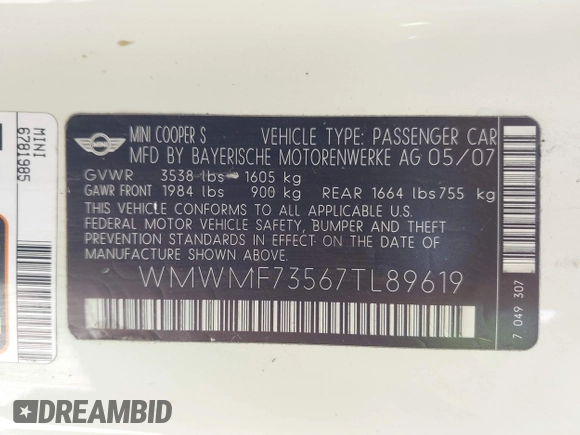 MINI COOPER S VEHICLE TYPE: PASSENGER CAR
MFD BY BAYERISCHE MOTORENWERKE AG 05/07
GVWR 3538 lbs- 1605 kg
GAWR FRONT 1984 lbs 900 kg REAR 1664 lbs 755 kg
THIS VEHICLE CONFORMS TO ALL APPLICABLE U.S.
FEDERAL MOTOR VEHICLE SAFETY, BUMPER AND THEFT
PREVENTION STANDARDS IN EFFECT ON THE DATE
OF MANUFACTURE SHOWN ABOVE.
WMWMF73567TL89619
7 049 307
MINI
6781985
DREAMBID